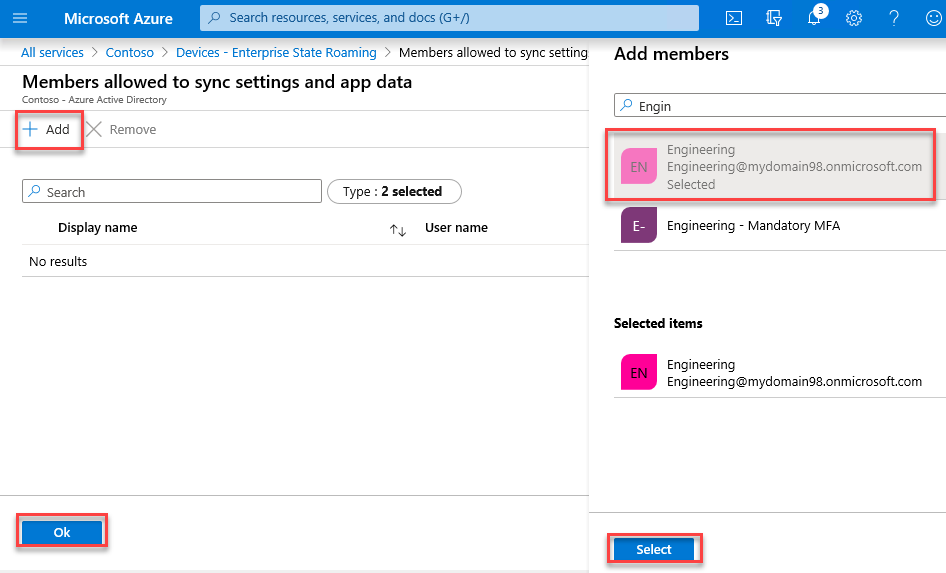 Microsoft Azure
Search resources, services, and docs (G+/)
3
All services > Contoso > Devices - Enterprise State Roaming > Members allowed to sync setting
Members allowed to sync settings and app data
Contoso - Azure Active Directory
Add
Remove
Search
Type : 2 selected
Display name
User name
No results
Ok
Add members
Engin
EN
Engineering
Engineering@mydomain98.onmicrosoft.com
Selected
E-
Engineering - Mandatory MFA
Selected items
EN
Engineering
Engineering@mydomain98.onmicrosoft.com
Select